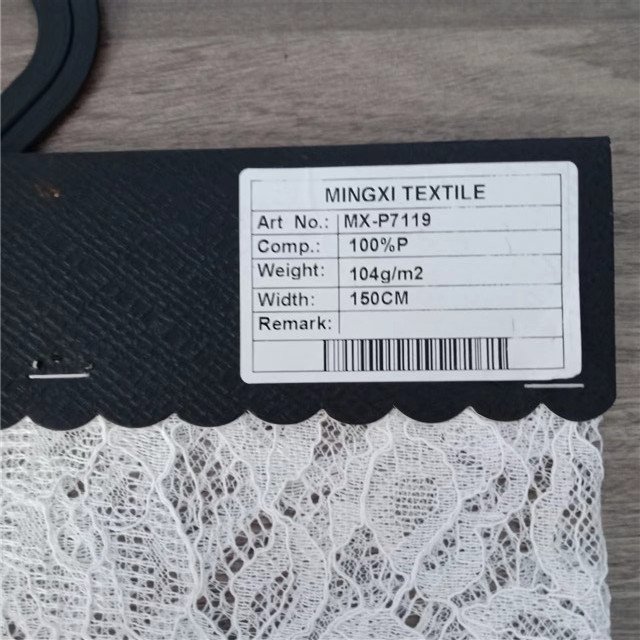 MINGXI TEXTILE
Art No.: MX-P7119
Comp.: 100%P
Weight: 104g/m2
Width: 150CM
Remark: